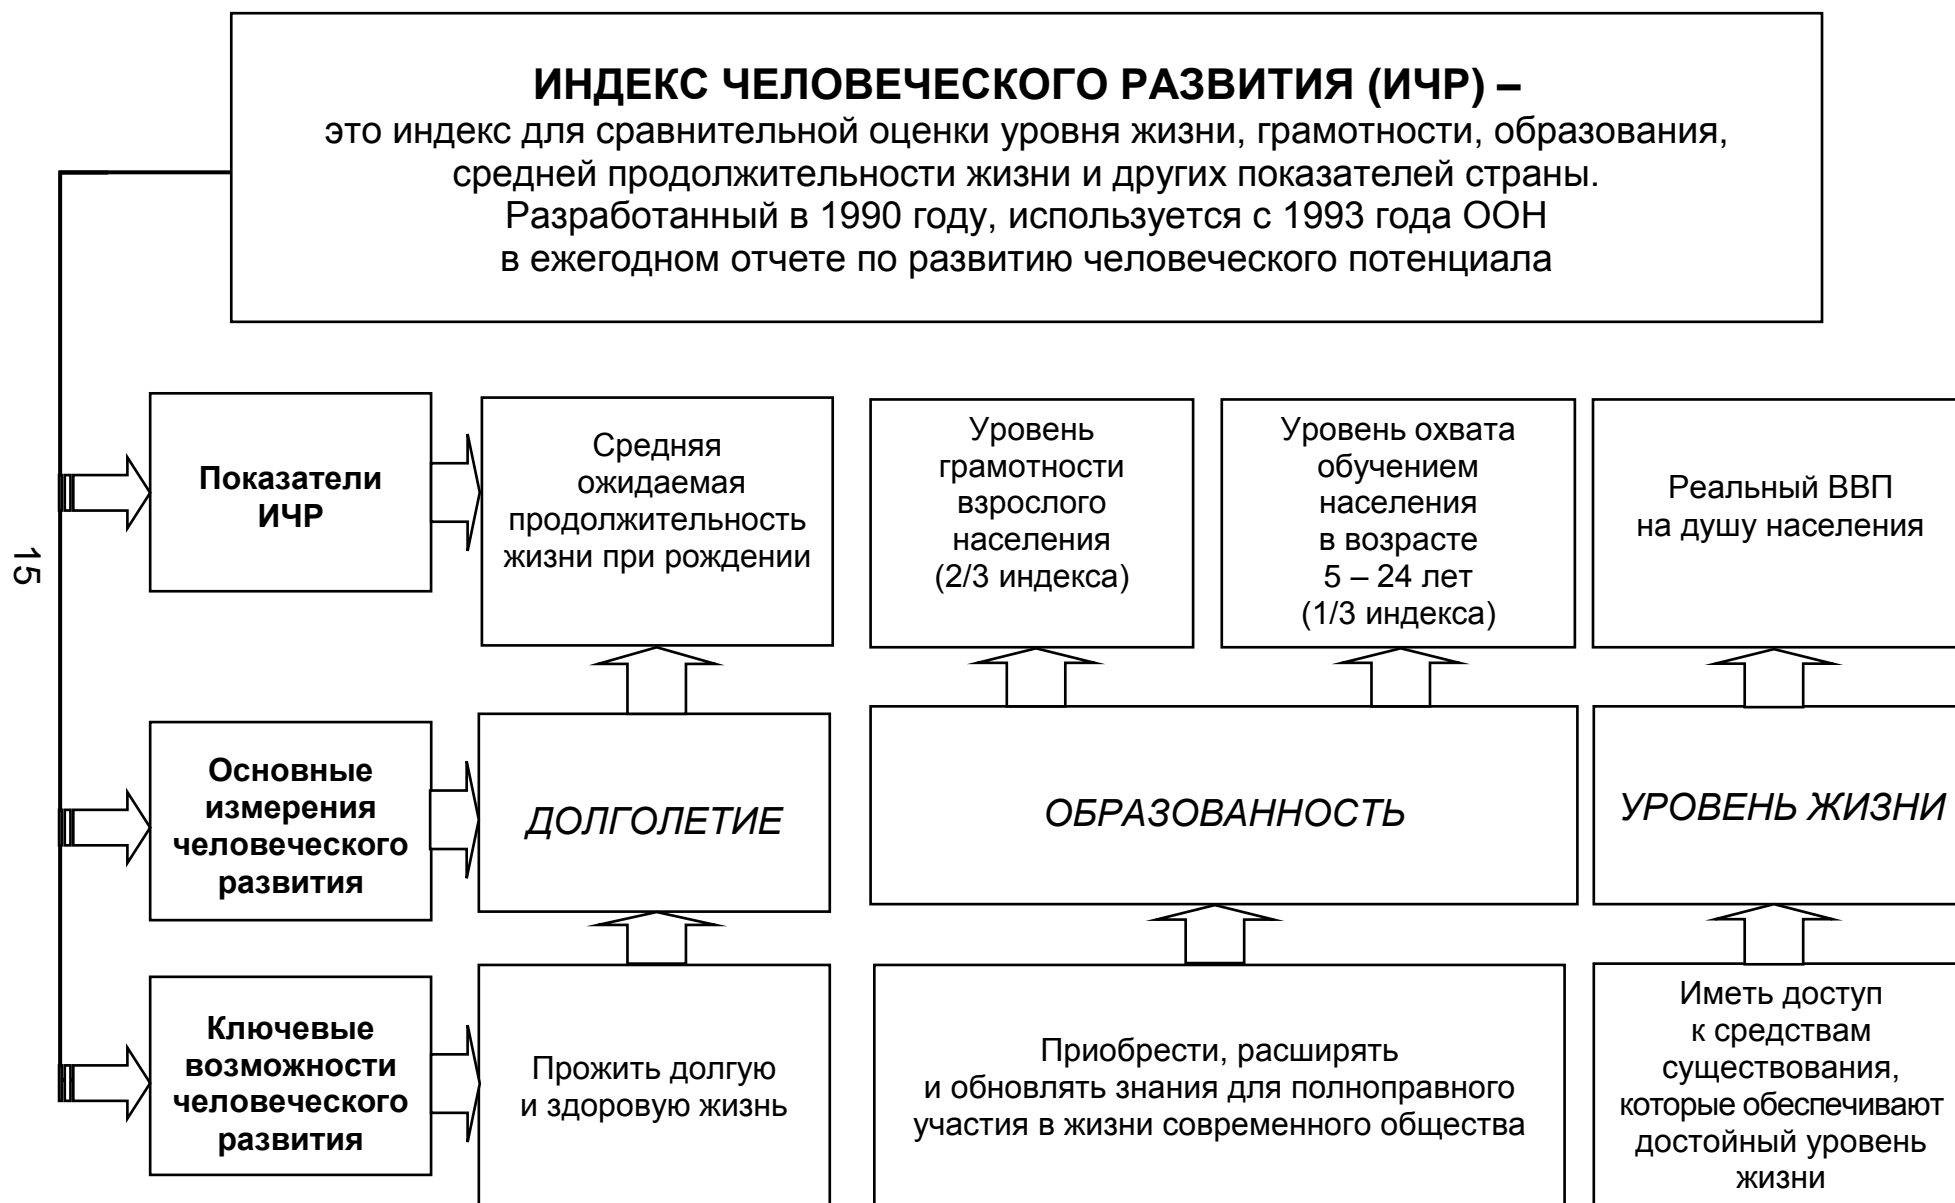 ИНДЕКС ЧЕЛОВЕЧЕСКОГО РАЗВИТИЯ (ИЧР) –
это индекс для сравнительной оценки уровня жизни, грамотности, образования,
средней продолжительности жизни и других показателей страны.
Разработанный в 1990 году, используется с 1993 года ООН
в ежегодном отчете по развитию человеческого потенциала
Показатели
ИЧР
Средняя
ожидаемая
продолжительность
жизни при рождении
Уровень
грамотности
взрослого
населения
(2/3 индекса)
Уровень охвата
обучением
населения
в возрасте
5 – 24 лет
(1/3 индекса)
Реальный ВВП
на душу населения
15
Основные
измерения
человеческого
развития
ДОЛГОЛЕТИЕ
ОБРАЗОВАННОСТЬ
УРОВЕНЬ ЖИЗНИ
Ключевые
возможности
человеческого
развития
Прожить долгую
и здоровую жизнь
Приобрести, расширять
и обновлять знания для полноправного
участия в жизни современного общества
Иметь доступ
к средствам
существования,
которые обеспечивают
достойный уровень
жизни